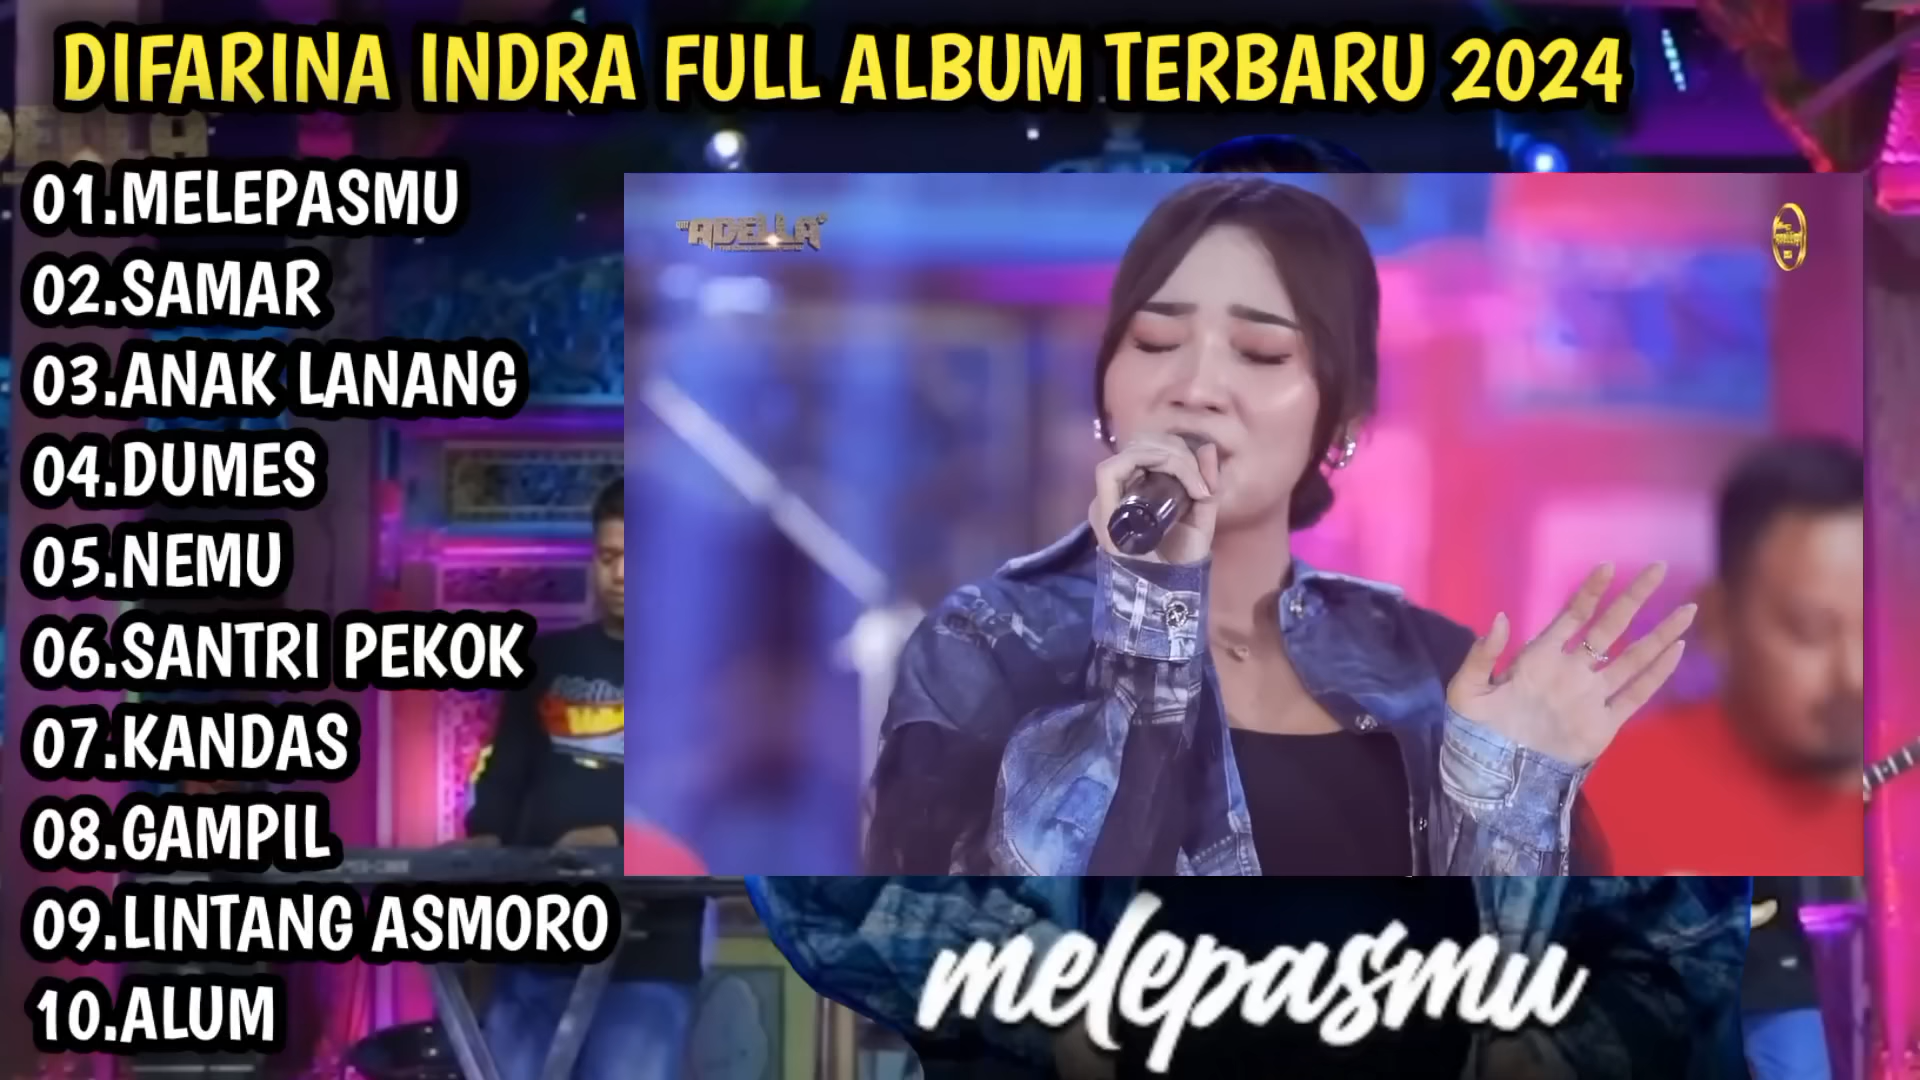 DIFARINA INDRA FULL ALBUM TERBARU 2024
01.MELEPASMU
02.SAMAR
03.ANAK LANANG
04.DUMES
05.NEMU
06.SANTRI PEKOK
07.KANDAS
08.GAMPIL
09.LINTANG ASMORO
10.ALUM
ADELLA
melepasmu